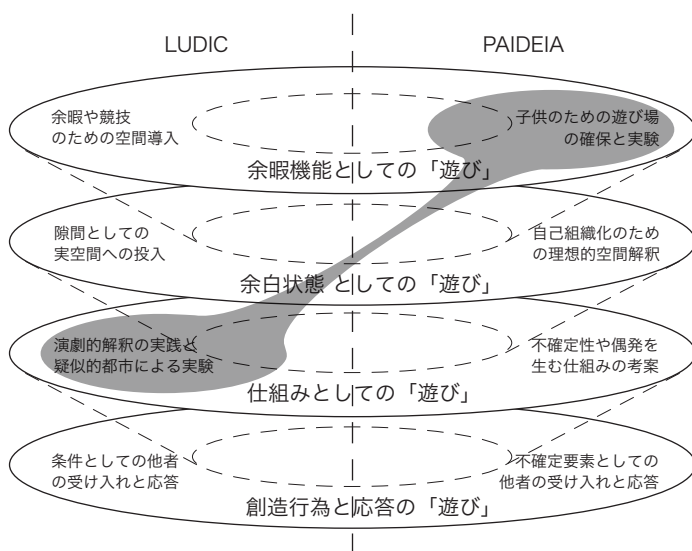 LUDIC
PAIDEIA
余暇や競技
のための空間導入
子供のための遊び場
の確保と実験
余暇機能としての「遊び」
隙間としての
実空間への投入
自己組織化のため
の理想的空間解釈
余白状態 としての「遊び」
演劇的解釈の実践と
疑似的都市による実験
不確定性や偶発を
生む仕組みの考案
仕組みとしての「遊び」
条件としての他者
の受け入れと応答
不確定要素としての
他者の受け入れと応答
創造行為と応答の「遊び」